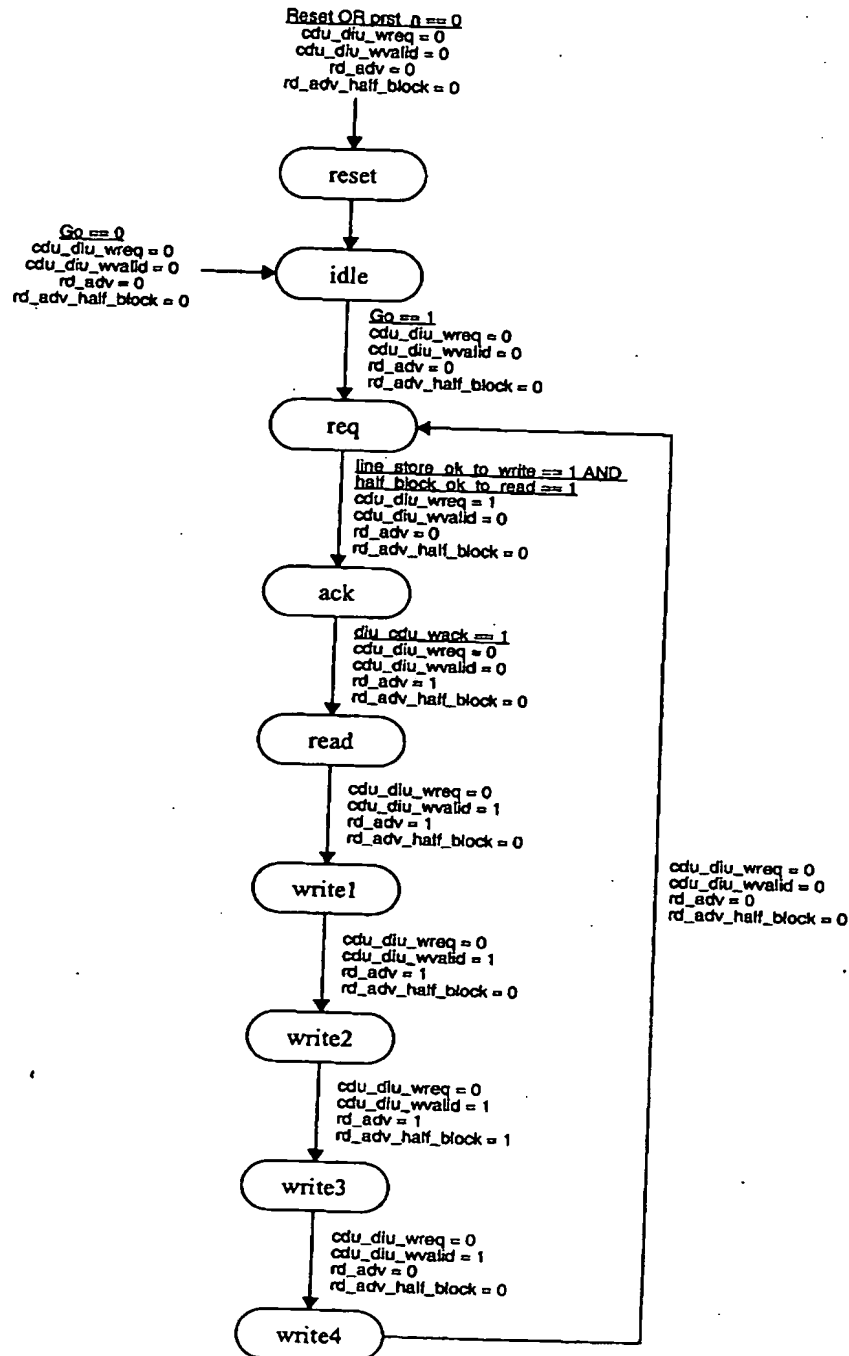 Reset OR prst_n == 0
cdu_diu_wreq = 0
cdu_diu_wvalid = 0
rd_adv = 0
rd_adv_half_block = 0
reset
Go == 0
cdu_diu_wreq = 0
cdu_diu_wvalid = 0
rd_adv = 0
rd_adv_half_block = 0
idle
Go == 1
cdu_diu_wreq = 0
cdu_diu_wvalid = 0
rd_adv = 0
rd_adv_half_block = 0
req
line_store_ok_to_write == 1 AND
half_block_ok_to_read == 1
cdu_diu_wreq = 1
cdu_diu_wvalid = 0
rd_adv = 0
rd_adv_half_block = 0
ack
diu_cdu_wack == 1
cdu_diu_wreq = 0
cdu_diu_wvalid = 0
rd_adv = 1
rd_adv_half_block = 0
read
cdu_diu_wreq = 0
cdu_diu_wvalid = 1
rd_adv = 1
rd_adv_half_block = 0
write1
cdu_diu_wreq = 0
cdu_diu_wvalid = 0
rd_adv = 0
rd_adv_half_block = 0
cdu_diu_wreq = 0
cdu_diu_wvalid = 1
rd_adv = 1
rd_adv_half_block = 0
write2
cdu_diu_wreq = 0
cdu_diu_wvalid = 1
rd_adv = 1
rd_adv_half_block = 1
write3
cdu_diu_wreq = 0
cdu_diu_wvalid = 1
rd_adv = 0
rd_adv_half_block = 0
write4